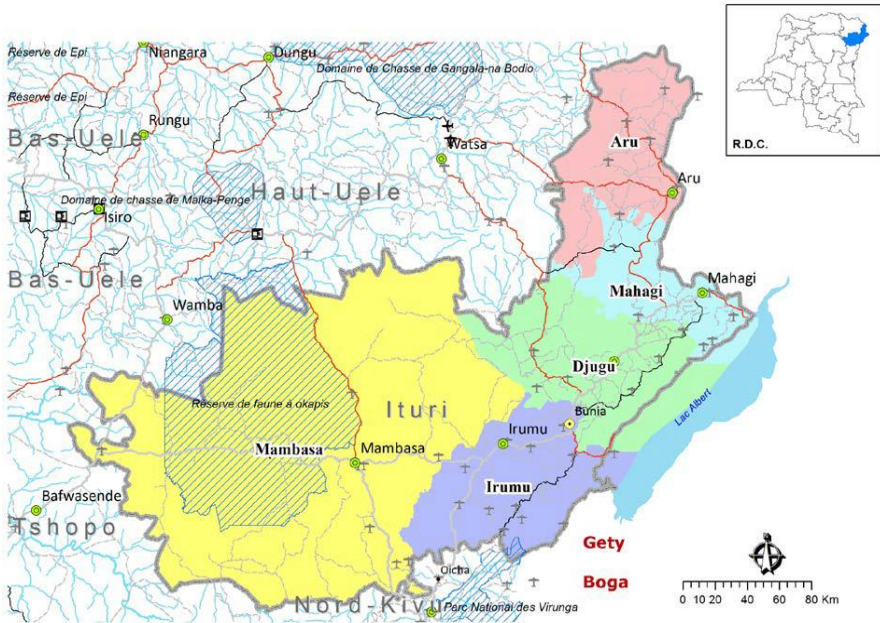 Niangara
Dungu
Réserve de Epi
Domaine de Chasse de Gangala-na Bodio
Réserve de Epi
Rungu
Bas-Uele
Watsa
Aru
R.D.C.
Aru
Haut-Uele
Domaine de chasse de Maika-Penge
Isiro
Bas-Uele
Mahagi
Mahagi
Wamba
Djugu
Lac Albert
Réserve de faune à okapis
Ituri
Bunia
Irumu
Mambasa
Mambasa
Irumu
Bafwasende
Tshopo
Gety
Oicha
Boga
Nord-Kivu
Parc National des Virunga
0 10 20 40 60 80 Km